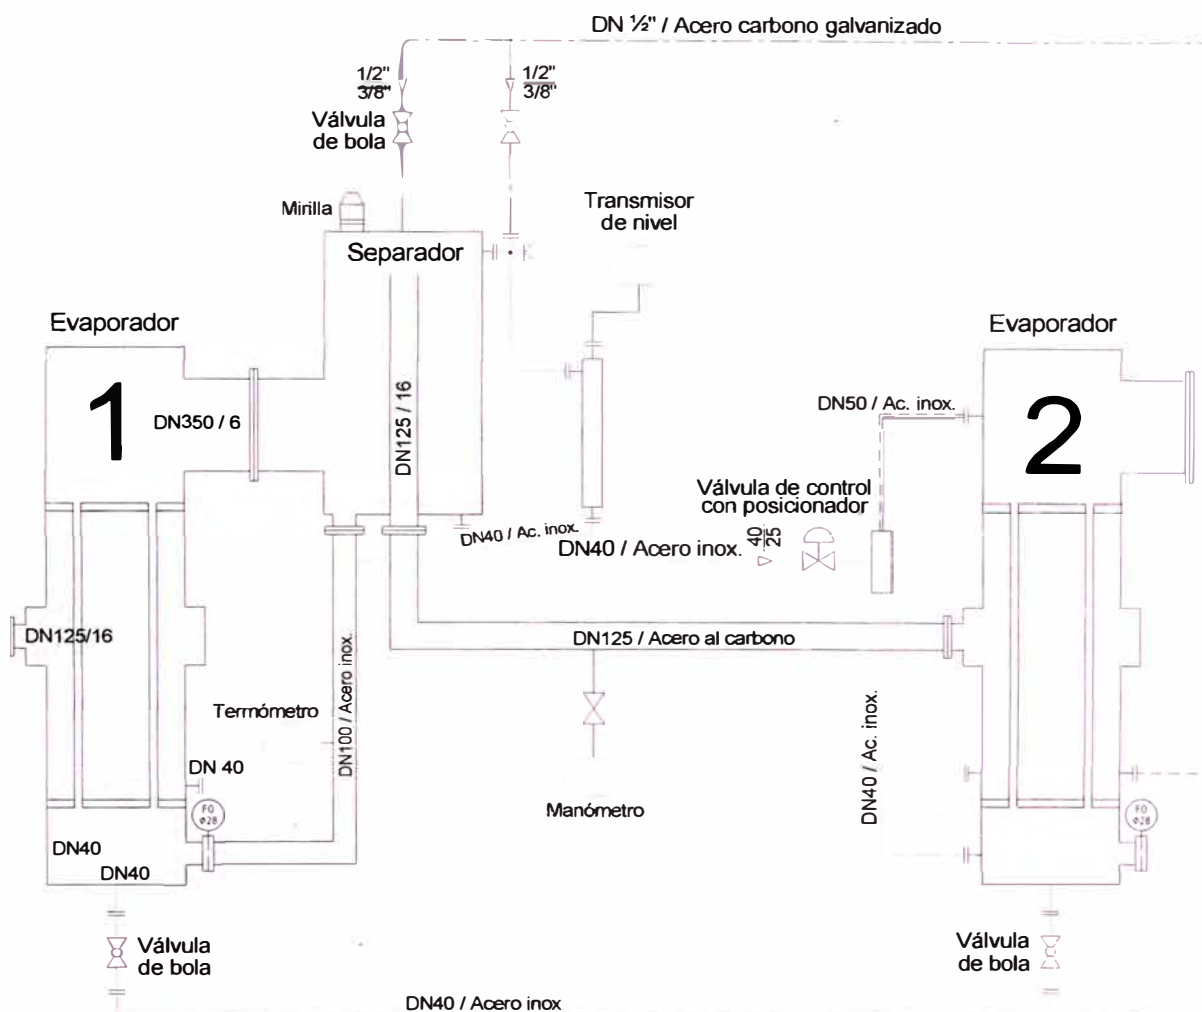 DN ½" / Acero carbono galvanizado
1/2"
3/8"
1/2"
3/8"
Válvula
de bola
Mirilla
Transmisor
de nivel
Separador
Evaporador
Evaporador
1
2
DN350 / 6
DN125 / 16
DN50 / Ac. inox.
Válvula de control
con posicionador
DN40 / Ac. inox.
DN40 / Acero inox.
40
25
DN125/16
DN125 / Acero al carbono
DN100 / Acero inox.
Termómetro
DN40 / Ac. inox.
DN 40
Manómetro
FO
Φ28
FO
Φ28
DN40
DN40
Válvula
de bola
Válvula
de bola
DN40 / Acero inox